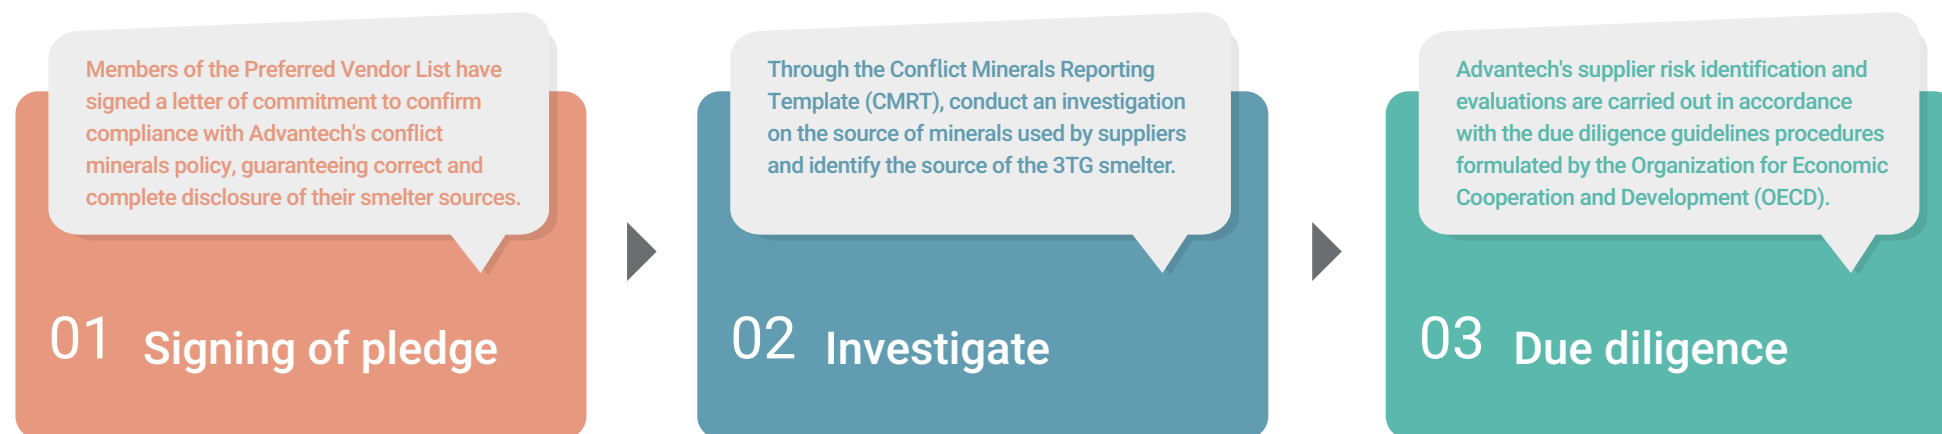 Members of the Preferred Vendor List have
signed a letter of commitment to confirm
compliance with Advantech's conflict
minerals policy, guaranteeing correct and
complete disclosure of their smelter sources.
01 Signing of pledge
Through the Conflict Minerals Reporting
Template (CMRT), conduct an investigation
on the source of minerals used by suppliers
and identify the source of the 3TG smelter.
02 Investigate
Advantech's supplier risk identification and
evaluations are carried out in accordance
with the due diligence guidelines procedures
formulated by the Organization for Economic
Cooperation and Development (OECD).
03 Due diligence